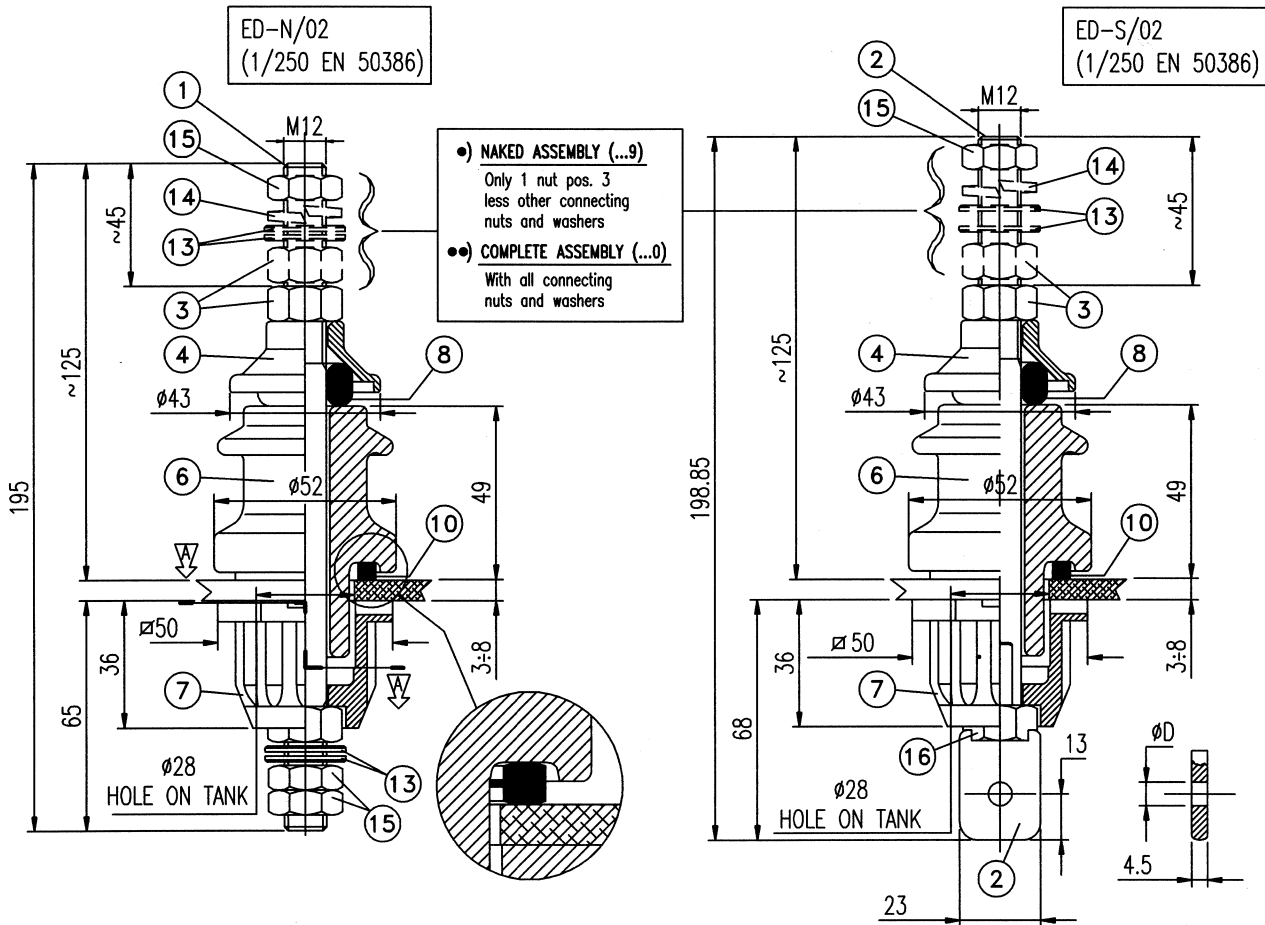 ED-N/02
(1/250 EN 50386)
ED-S/02
(1/250 EN 50386)
1
15
M12
14
13
3
4
8
~45
~125
195
Ø43
6
Ø52
49
10
A
□50
36
65
7
3÷8
A
Ø28
HOLE ON TANK
13
15
●) NAKED ASSEMBLY (...9)
Only 1 nut pos. 3
less other connecting
nuts and washers
●●) COMPLETE ASSEMBLY (...0)
With all connecting
nuts and washers
2
M12
15
14
13
3
4
8
~45
~125
198.85
Ø43
6
Ø52
49
10
□50
36
68
7
3÷8
16
Ø28
HOLE ON TANK
13
ØD
2
4.5
23